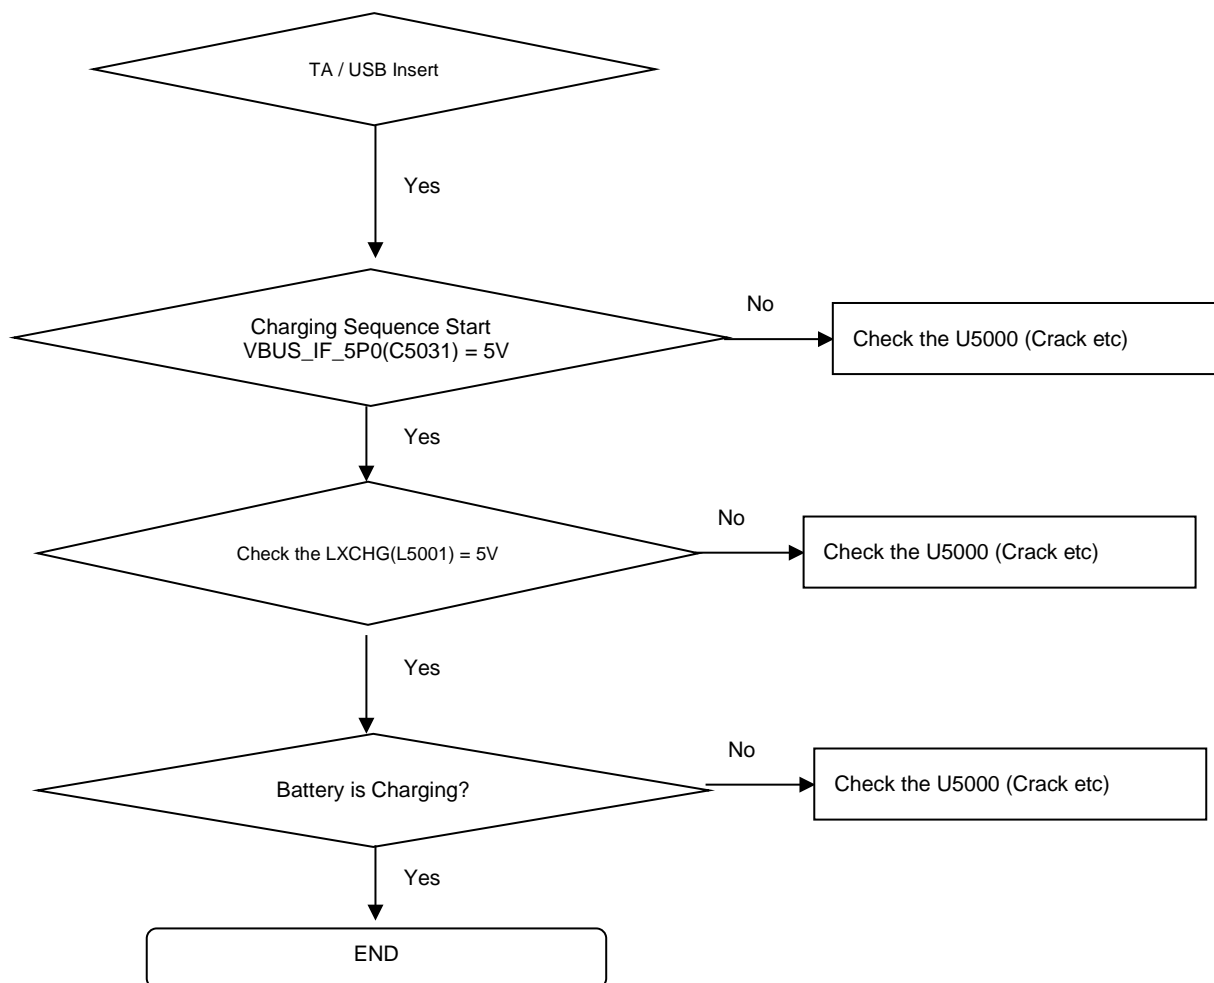 TA / USB Insert
Yes
Charging Sequence Start
VBUS_IF_5P0(C5031) = 5V
No
Check the U5000 (Crack etc)
Yes
Check the LXCHG(L5001) = 5V
No
Check the U5000 (Crack etc)
Yes
Battery is Charging?
No
Check the U5000 (Crack etc)
Yes
END